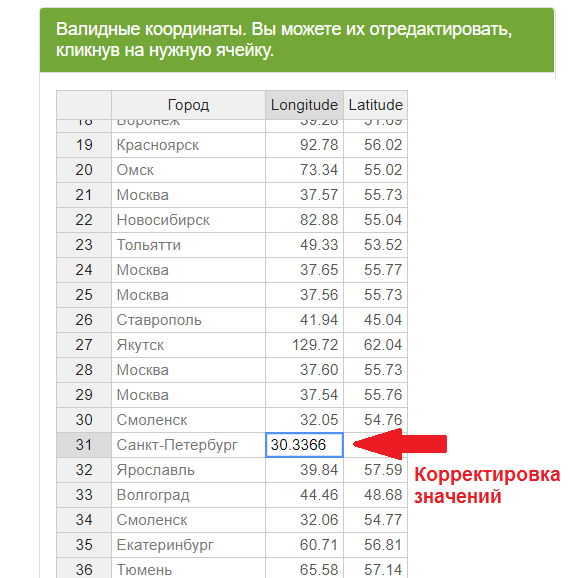 Валидные координаты. Вы можете их отредактировать,
кликнув на нужную ячейку.
Город Longitude Latitude
18 Воронеж 39.28 51.69
19 Красноярск 92.78 56.02
20 Омск 73.34 55.02
21 Москва 37.57 55.73
22 Новосибирск 82.88 55.04
23 Тольятти 49.33 53.52
24 Москва 37.65 55.77
25 Москва 37.56 55.73
26 Ставрополь 41.94 45.04
27 Якутск 129.72 62.04
28 Москва 37.60 55.73
29 Москва 37.54 55.76
30 Смоленск 32.05 54.76
31 Санкт-Петербург 30.3366
32 Ярославль 39.84 57.59
33 Волгоград 44.46 48.68
34 Смоленск 32.06 54.77
35 Екатеринбург 60.71 56.81
36 Тюмень 65.58 57.14
Корректировка
значений